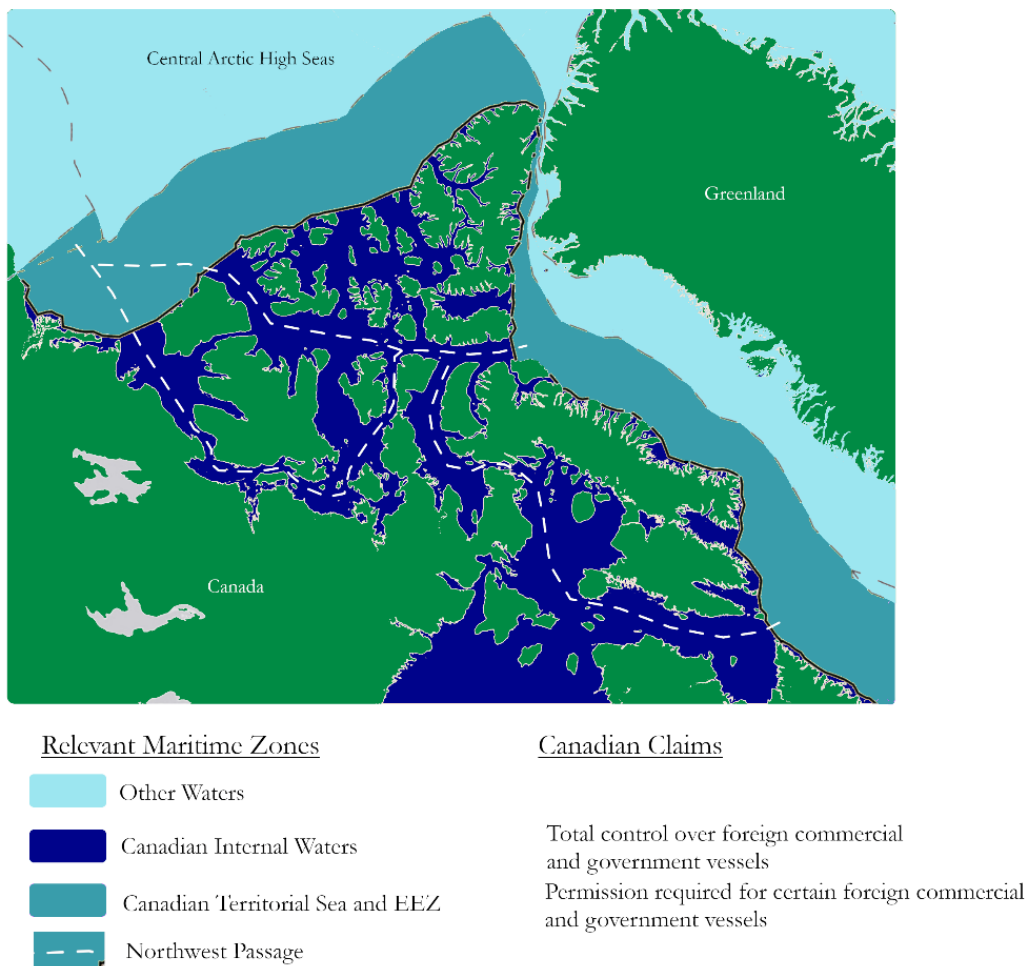 Central Arctic High Seas
Greenland
Canada
Relevant Maritime Zones
Other Waters
Canadian Internal Waters
Canadian Territorial Sea and EEZ
Northwest Passage
Canadian Claims
Total control over foreign commercial
and government vessels
Permission required for certain foreign commercial
and government vessels